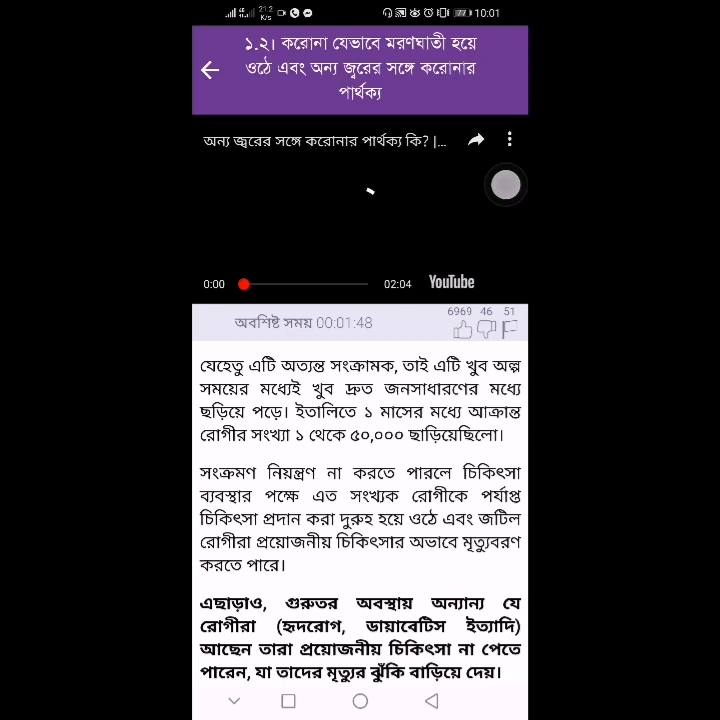 21.2
K/s
10:01
১.২। করোনা যেভাবে মরণঘাতী হয়ে
ওঠে এবং অন্য জ্বরের সঙ্গে করোনার
পার্থক্য
অন্য জ্বরের সঙ্গে করোনার পার্থক্য কি? |...
0:00
02:04
YouTube
অবশিষ্ট সময় 00:01:48
6969 46 51
যেহেতু এটি অত্যন্ত সংক্রামক, তাই এটি খুব অল্প
সময়ের মধ্যেই খুব দ্রুত জনসাধারণের মধ্যে
ছড়িয়ে পড়ে। ইতালিতে ১ মাসের মধ্যে আক্রান্ত
রোগীর সংখ্যা ১ থেকে ৫০,০০০ ছাড়িয়েছিলো।
সংক্রমণ নিয়ন্ত্রণ না করতে পারলে চিকিৎসা
ব্যবস্থার পক্ষে এত সংখ্যক রোগীকে পর্যাপ্ত
চিকিৎসা প্রদান করা দুরুহ হয়ে ওঠে এবং জটিল
রোগীরা প্রয়োজনীয় চিকিৎসার অভাবে মৃত্যুবরণ
করতে পারে।
এছাড়াও, গুরুতর অবস্থায় অন্যান্য যে
রোগীরা (হৃদরোগ, ডায়াবেটিস ইত্যাদি)
আছেন তারা প্রয়োজনীয় চিকিৎসা না পেতে
পারেন, যা তাদের মৃত্যুর ঝুঁকি বাড়িয়ে দেয়।